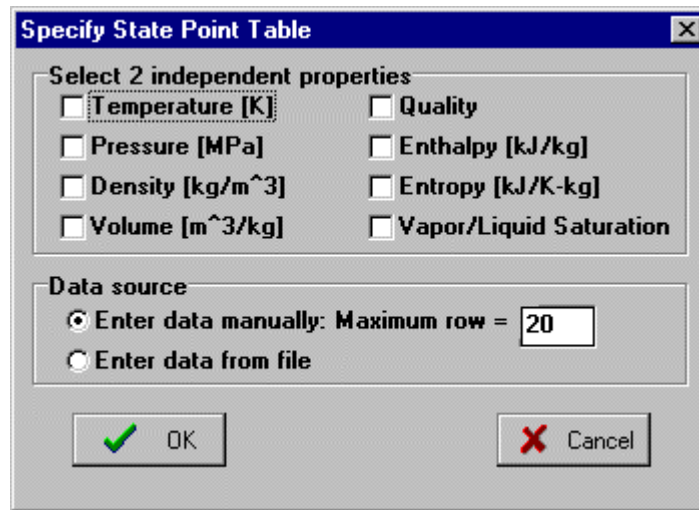 Specify State Point Table
Select 2 independent properties
Temperature [K]
Quality
Pressure [MPa]
Enthalpy [kJ/kg]
Density [kg/m^3]
Entropy [kJ/K-kg]
Volume [m^3/kg]
Vapor/Liquid Saturation
Data source
Enter data manually: Maximum row = 20
Enter data from file
OK
Cancel